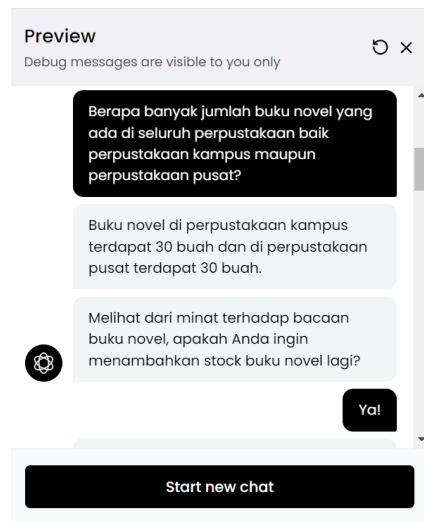 Preview
Debug messages are visible to you only
Berapa banyak jumlah buku novel yang
ada di seluruh perpustakaan baik
perpustakaan kampus maupun
perpustakaan pusat?
Buku novel di perpustakaan kampus
terdapat 30 buah dan di perpustakaan
pusat terdapat 30 buah.
Melihat dari minat terhadap bacaan
buku novel, apakah Anda ingin
menambahkan stock buku novel lagi?
Ya!
Start new chat